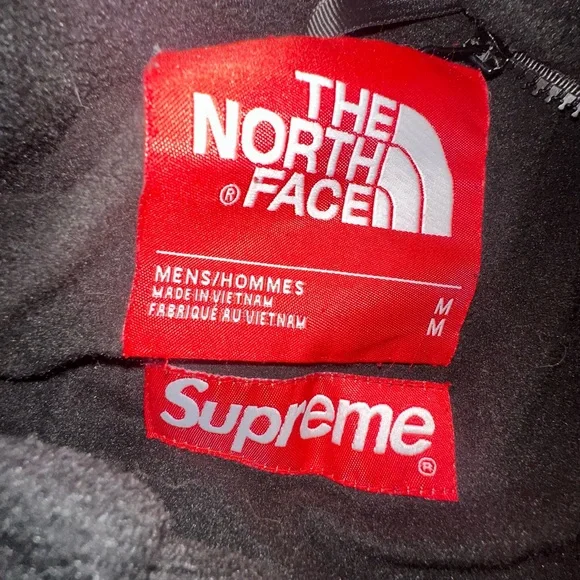 THE
NORTH
® FACE
MENS/HOMMES M
MADE IN VIETNAM
FABRIQUÉ AU VIETNAM M
Supreme
®